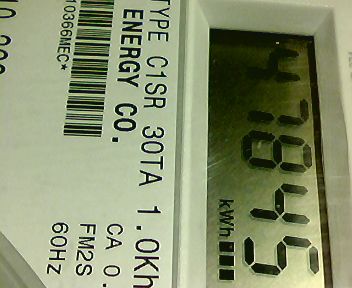 47845
kWh
TYPE C1SR 30TA 1.0Kh
ENERGY CO.
CA 0.
FM2S
60Hz
10366MEC*